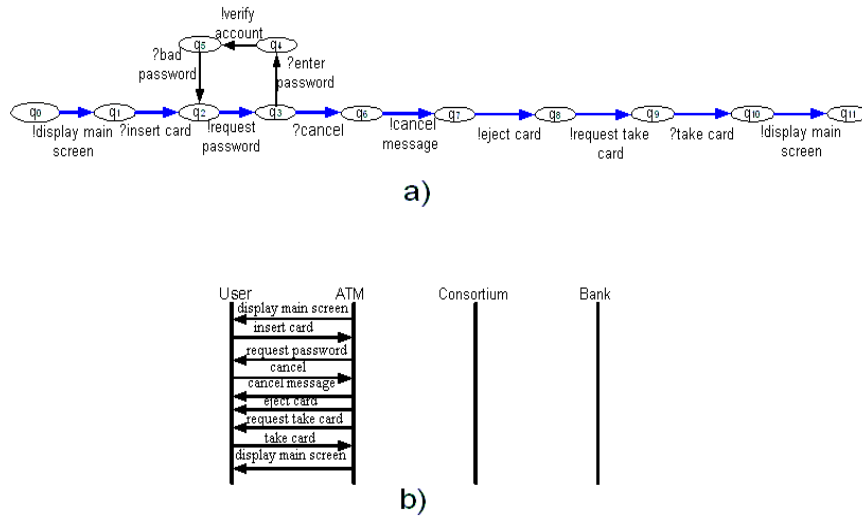 !verify
account
q5
q4
?bad
password
?enter
password
q0
q1
q2
q3
q6
q7
q8
q9
q10
q11
!display main
screen
?insert card
!request
password
?cancel
!cancel
message
!eject card
!request take
card
?take card
!display main
screen
a)
User
ATM
Consortium
Bank
display main screen
insert card
request password
cancel
cancel message
eject card
request take card
take card
display main screen
b)